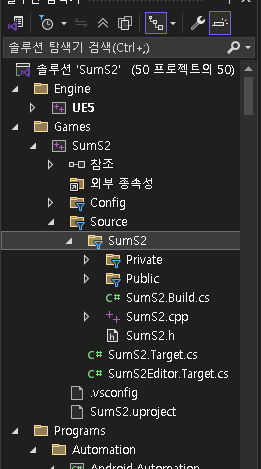 솔루션 탐색기 검색(Ctrl+;)
솔루션 'SumS2' (50 프로젝트의 50)
Engine
UE5
Games
SumS2
참조
외부 종속성
Config
Source
SumS2
Private
Public
C# SumS2.Build.cs
++ SumS2.cpp
SumS2.h
C# SumS2.Target.cs
C# SumS2Editor.Target.cs
.vsconfig
SumS2.uproject
Programs
Automation